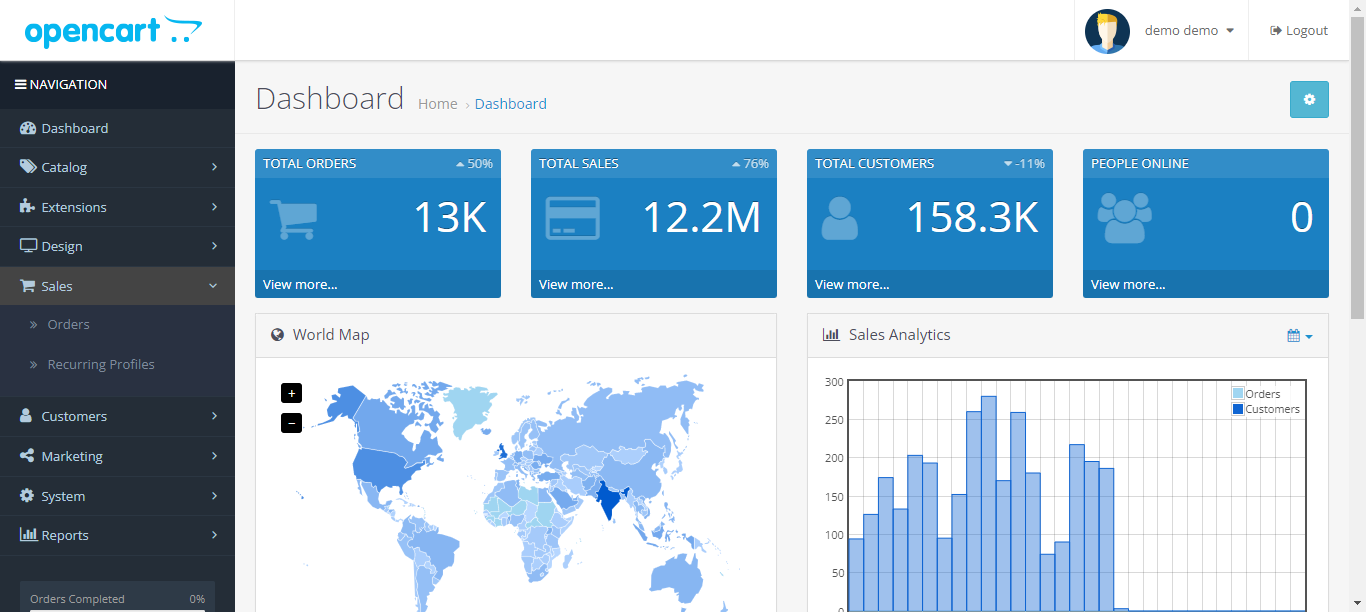 opencart
demo demo
Logout
NAVIGATION
Dashboard
Catalog
Extensions
Design
Sales
» Orders
» Recurring Profiles
Customers
Marketing
System
Reports
Orders Completed 0%
Dashboard Home › Dashboard
TOTAL ORDERS 50%
13K
View more...
TOTAL SALES 76%
12.2M
View more...
TOTAL CUSTOMERS -11%
158.3K
View more...
PEOPLE ONLINE
0
View more...
World Map
+
−
Sales Analytics
300
250
200
150
100
50
0
Orders
Customers